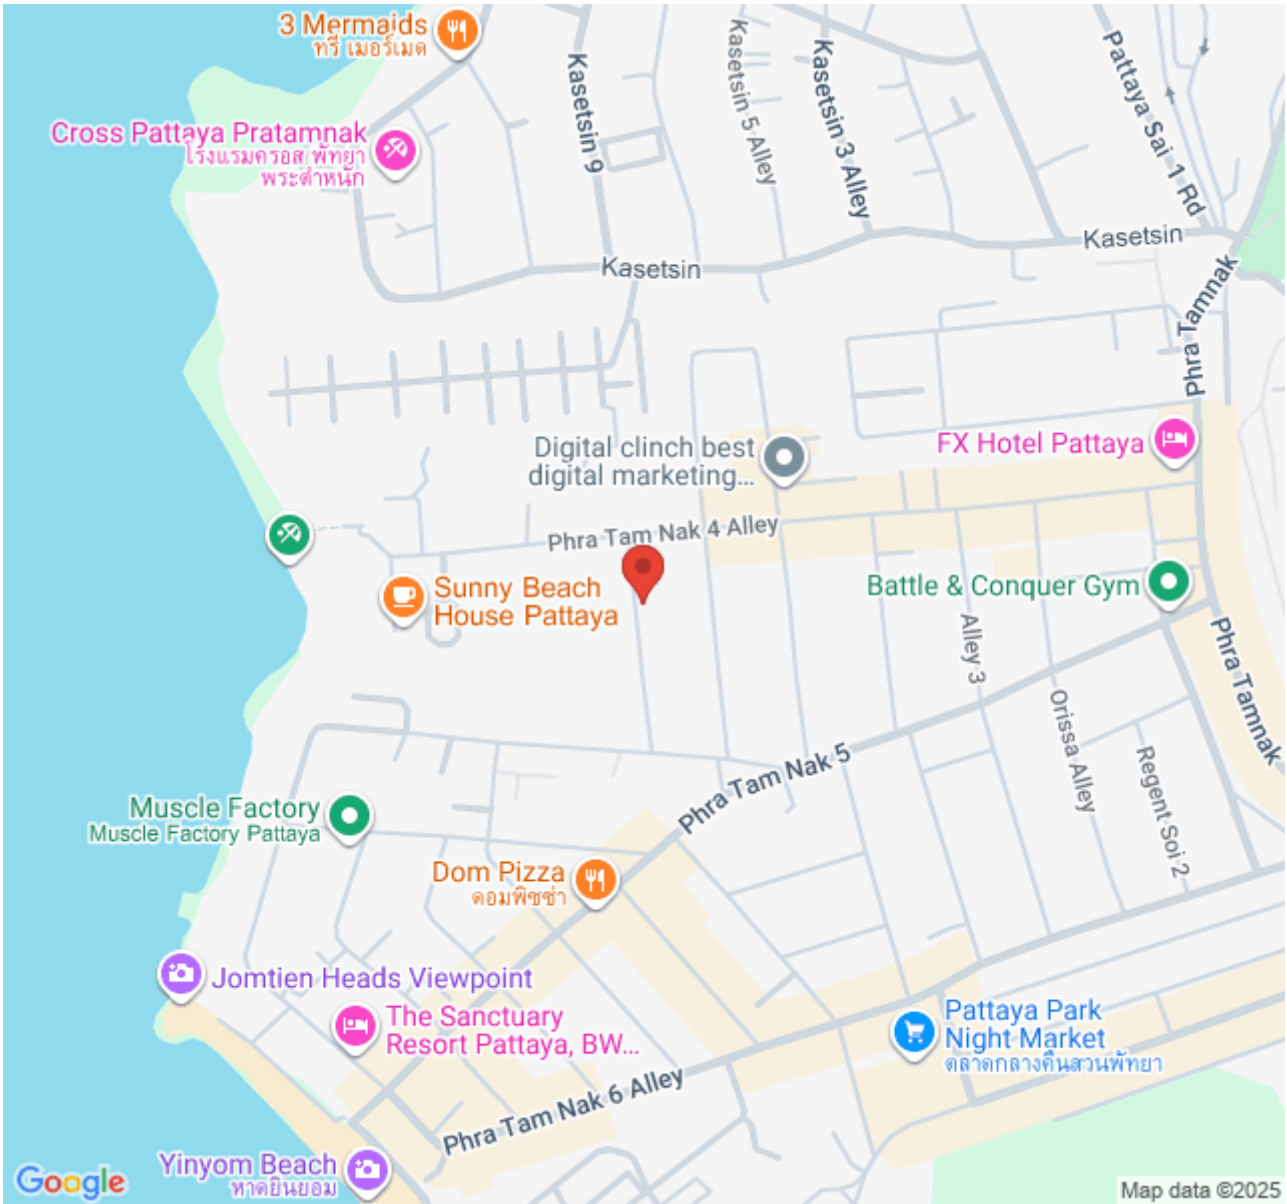 3 Mermaids
ทรี เมอร์เมด
Kasetsin 9
Kasetsin 5 Alley
Kasetsin 3 Alley
Pattaya Sai 1 Rd
Cross Pattaya Pratamnak
โรงแรมครอส พัทยา
พระตำหนัก
Kasetsin
Kasetsin
Phra Tamnak
Digital clinch best
digital marketing...
FX Hotel Pattaya
Phra Tam Nak 4 Alley
Sunny Beach
House Pattaya
Battle & Conquer Gym
Alley 3
Phra Tamnak
Orissa Alley
Regent Soi 2
Phra Tam Nak 5
Muscle Factory
Muscle Factory Pattaya
Dom Pizza
ดอมพิซซ่า
Jomtien Heads Viewpoint
The Sanctuary
Resort Pattaya, BW...
Pattaya Park
Night Market
ตลาดกลางคืนสวนพัทยา
Phra Tam Nak 6 Alley
Yinyom Beach
หาดยินยอม
Google
Map data ©2025